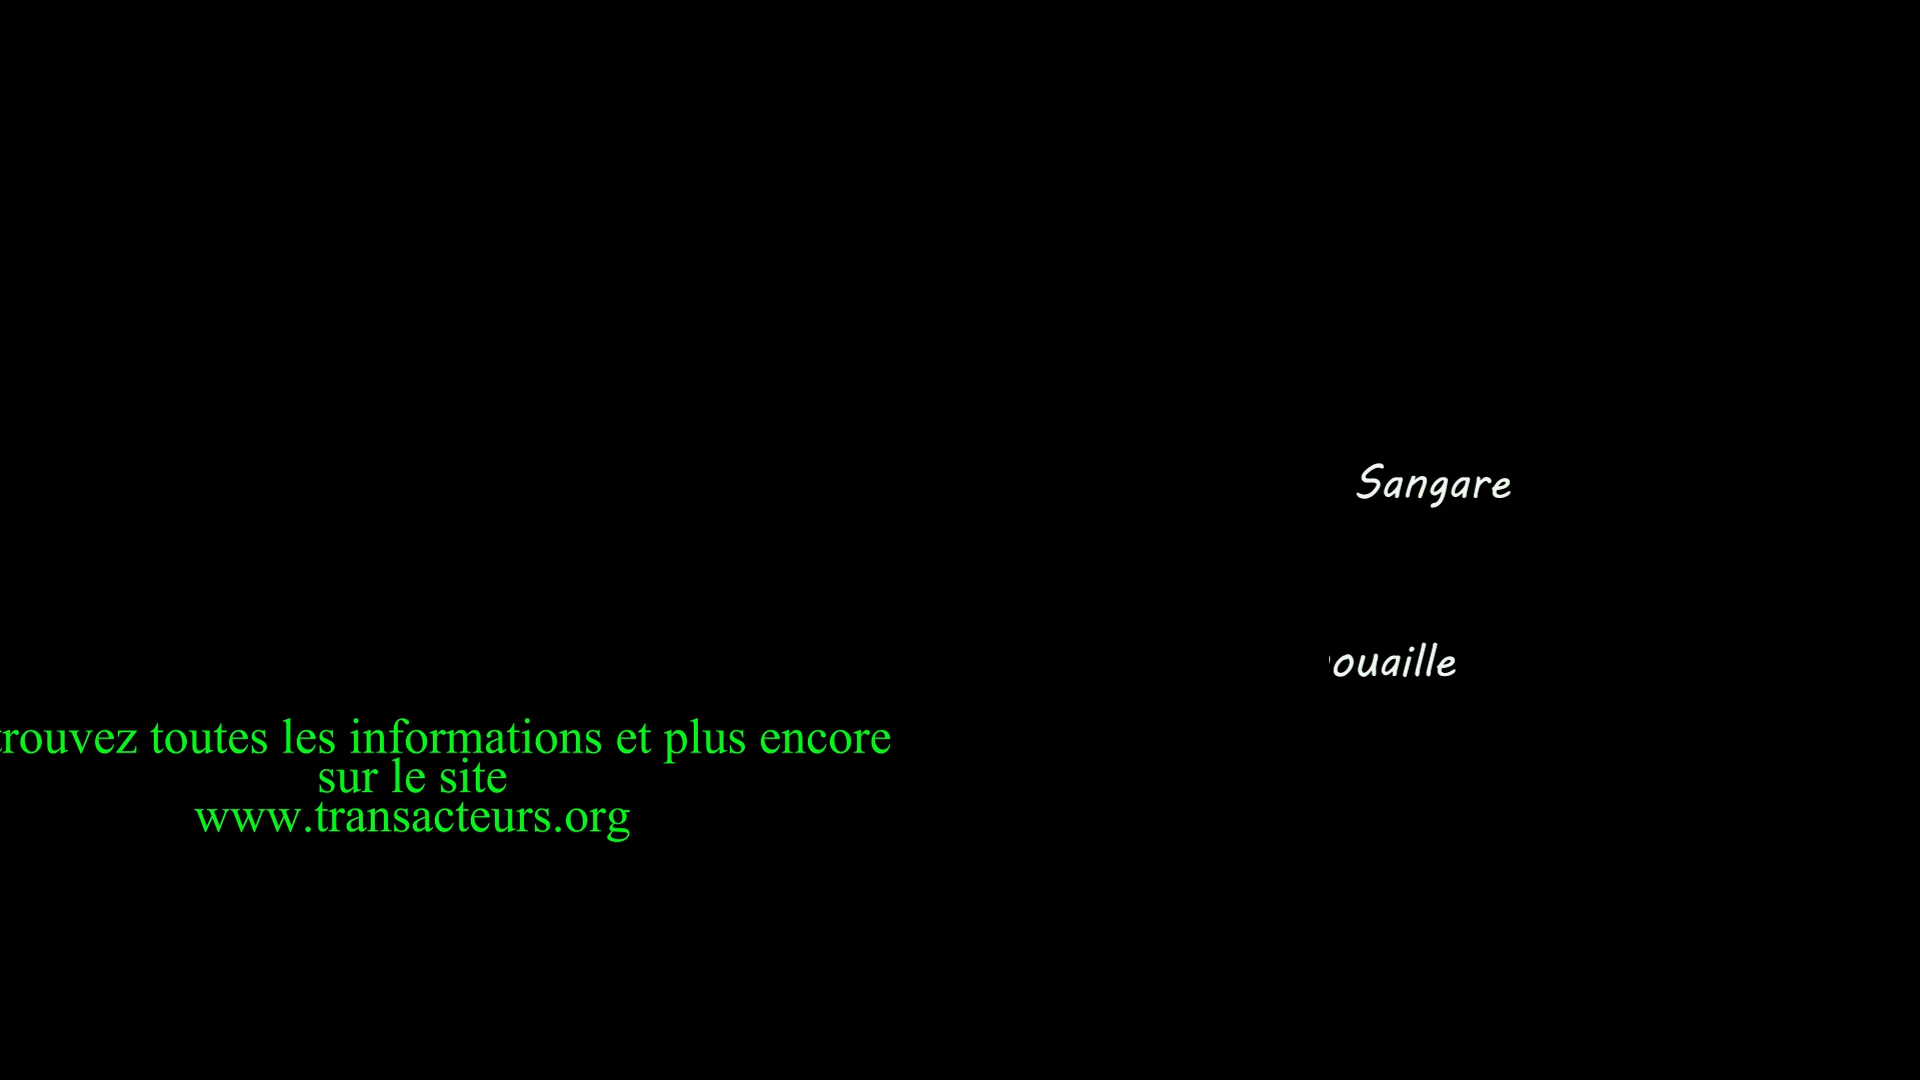 Sangare
ouaille
trouvez toutes les informations et plus encore
sur le site
www.transacteurs.org